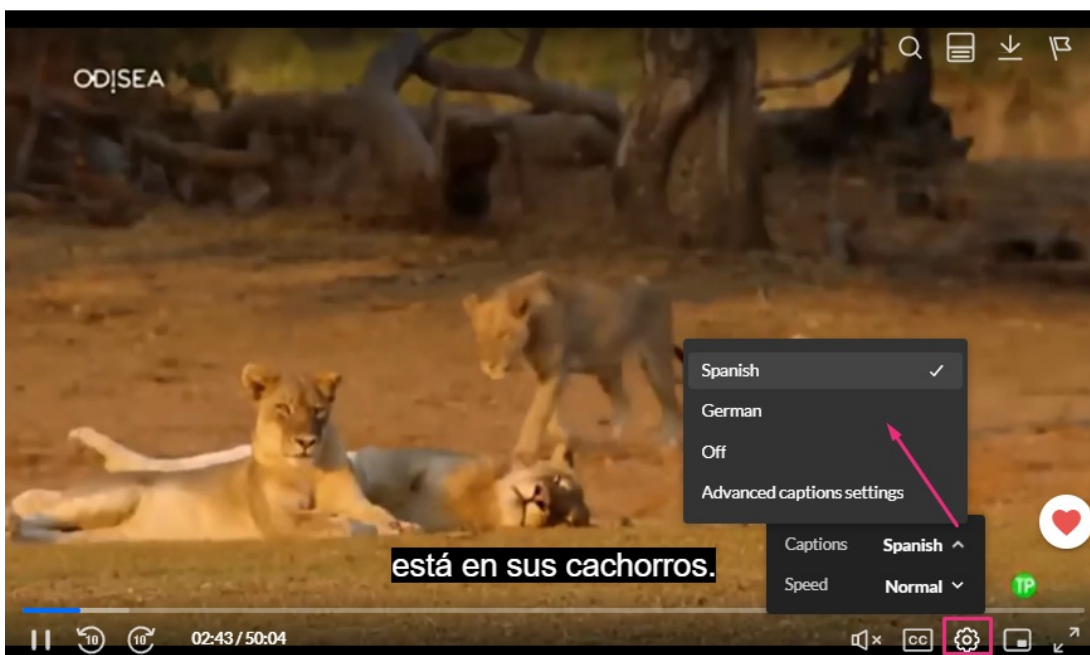 ODISEA
Spanish
German
Off
Advanced captions settings
Captions Spanish
está en sus cachorros.
Speed Normal
TP
10 10 02:43 / 50:04
CC